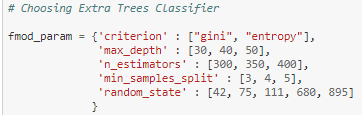 # Choosing Extra Trees Classifier
fmod_param = {'criterion' : ["gini", "entropy"],
'max_depth' : [30, 40, 50],
'n_estimators' : [300, 350, 400],
'min_samples_split' : [3, 4, 5],
'random_state' : [42, 75, 111, 680, 895]
}